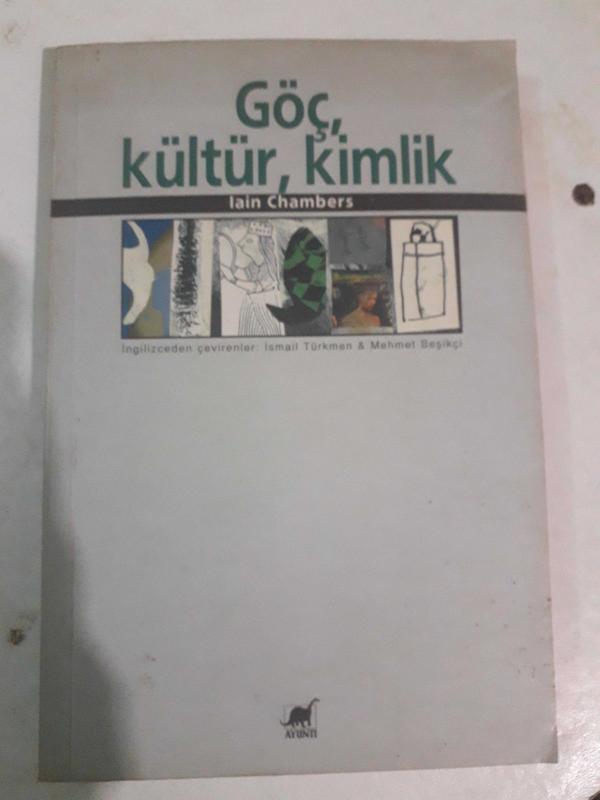 Göç,
kültür, kimlik
Iain Chambers
İngilizceden çevirenler: İsmail Türkmen & Mehmet Beşikçi
AYRINTI